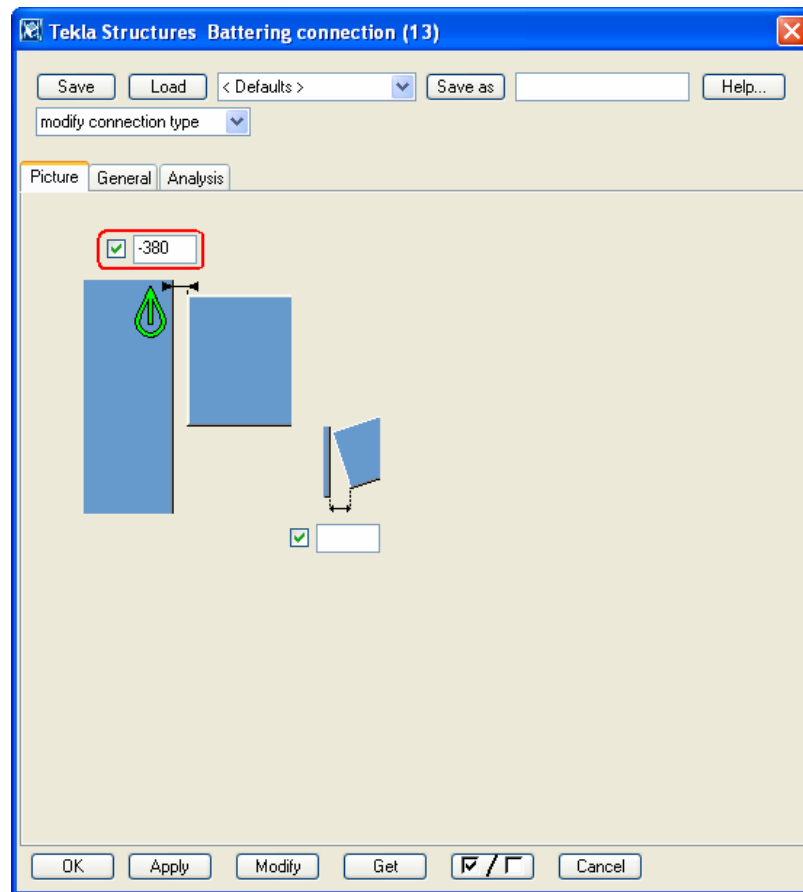 Tekla Structures Battering connection (13)
Save Load < Defaults > Save as Help...
modify connection type
Picture General Analysis
-380
OK Apply Modify Get / Cancel